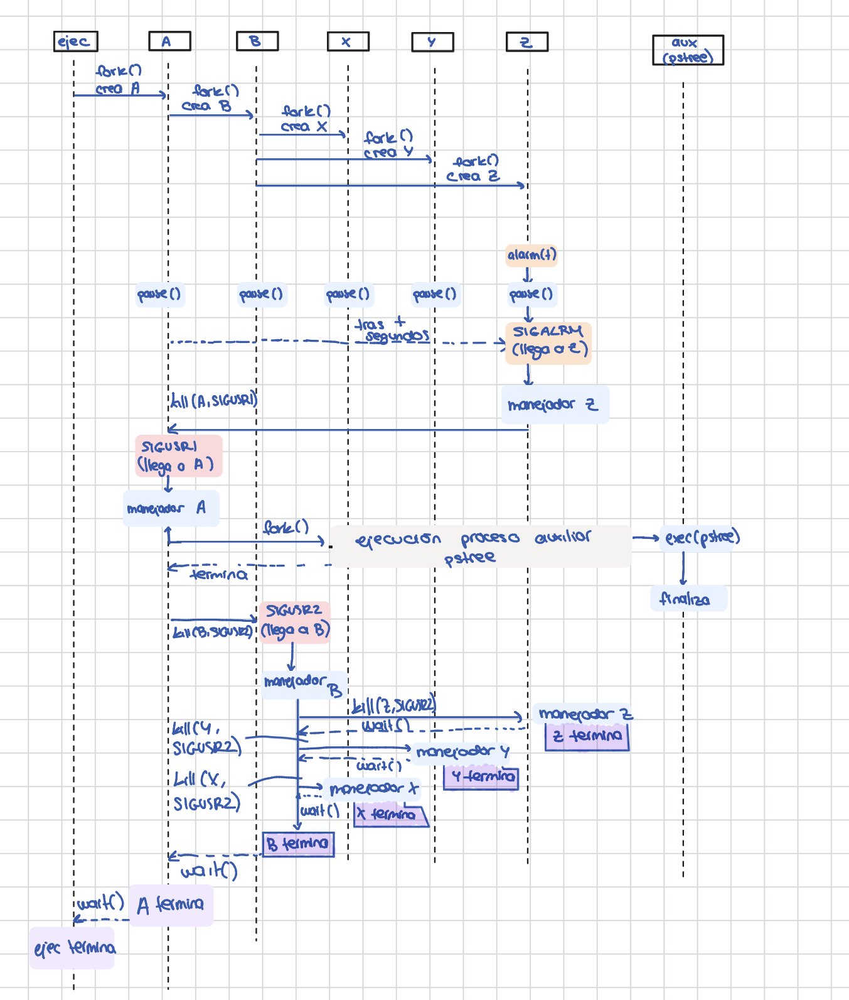 ejec
A
B
X
Y
Z
aux
(pstree)
fork()
crea A
fork()
crea B
fork()
crea X
fork()
crea Y
fork()
crea Z
alarm(t)
pause()
pause()
pause()
pause()
pause()
tras t
segundos
SIGALRM
(llega a Z)
manejador Z
kill(A,SIGUSR1)
SIGUSR1
(llega a A)
manejador A
fork()
ejecución proceso auxiliar
pstree
exec(pstree)
termina
finaliza
SIGUSR2
(llega a B)
kill(B,SIGUSR2)
manejador B
kill(Z,SIGUSR2)
manejador Z
wait()
Z termina
kill(Y,
SIGUSR2)
manejador Y
wait()
Y termina
kill(X,
SIGUSR2)
manejador X
wait()
X termina
B termina
wait()
wait()
A termina
ejec termina